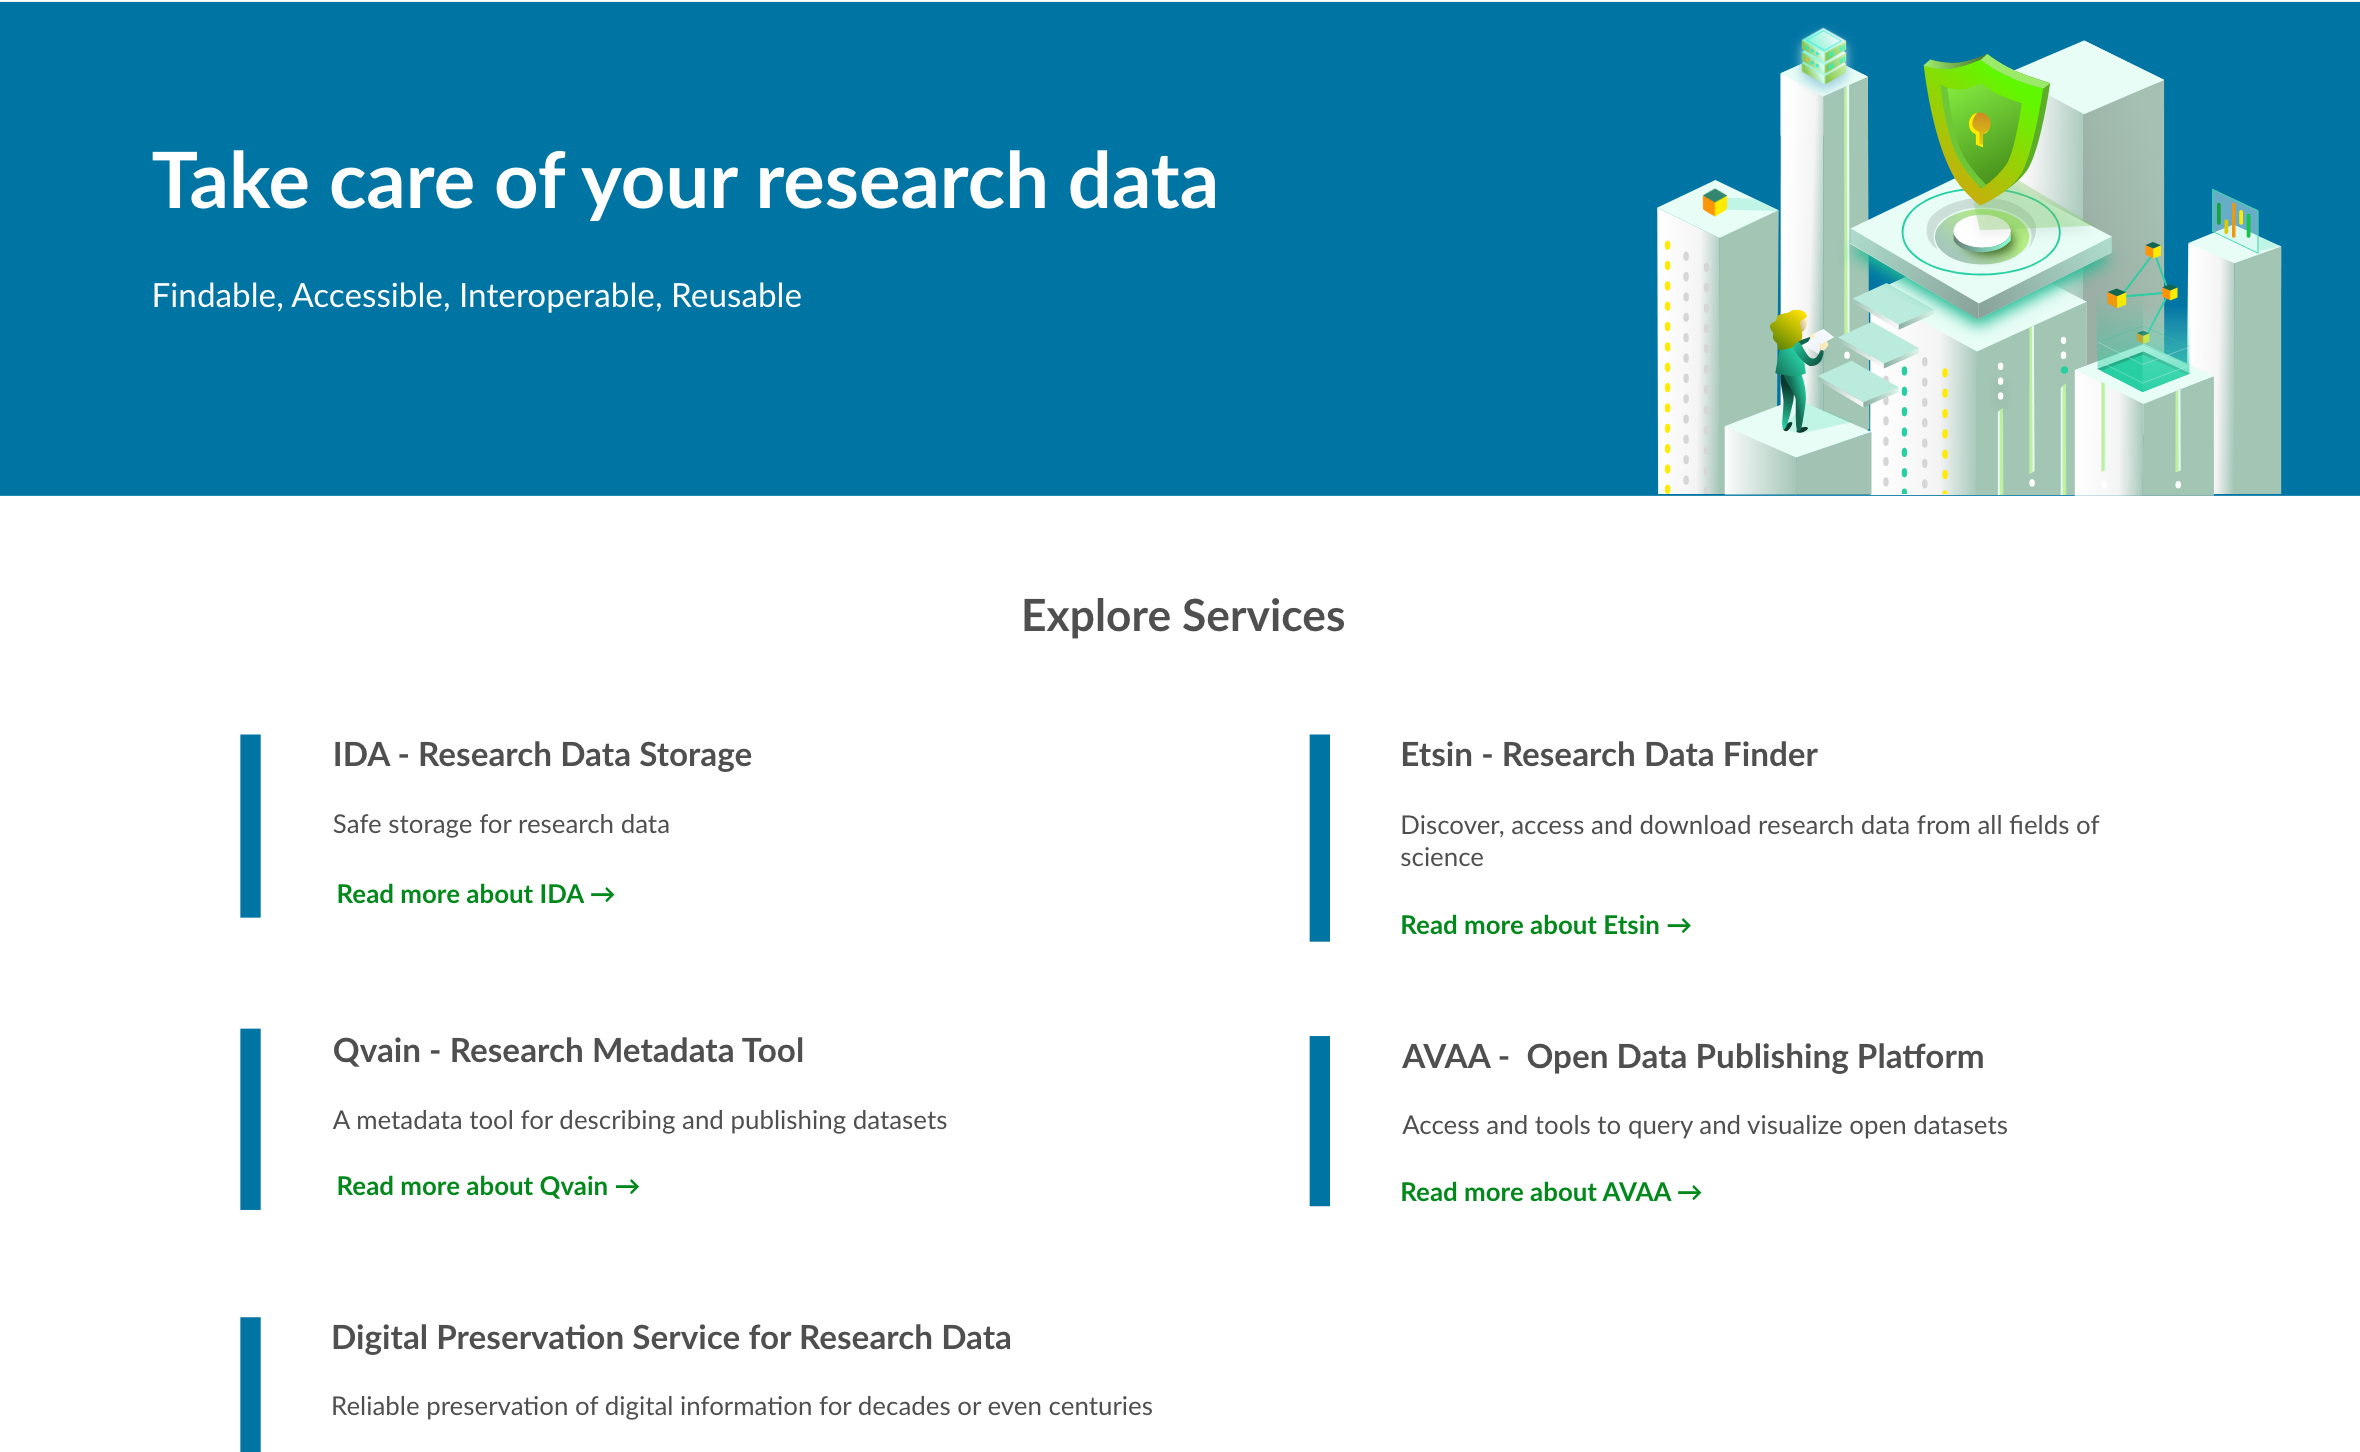 Take care of your research data
Findable, Accessible, Interoperable, Reusable
Explore Services
IDA - Research Data Storage
Safe storage for research data
Read more about IDA →
Etsin - Research Data Finder
Discover, access and download research data from all fields of
science
Read more about Etsin →
Qvain - Research Metadata Tool
A metadata tool for describing and publishing datasets
Read more about Qvain →
AVAA -  Open Data Publishing Platform
Access and tools to query and visualize open datasets
Read more about AVAA →
Digital Preservation Service for Research Data
Reliable preservation of digital information for decades or even centuries